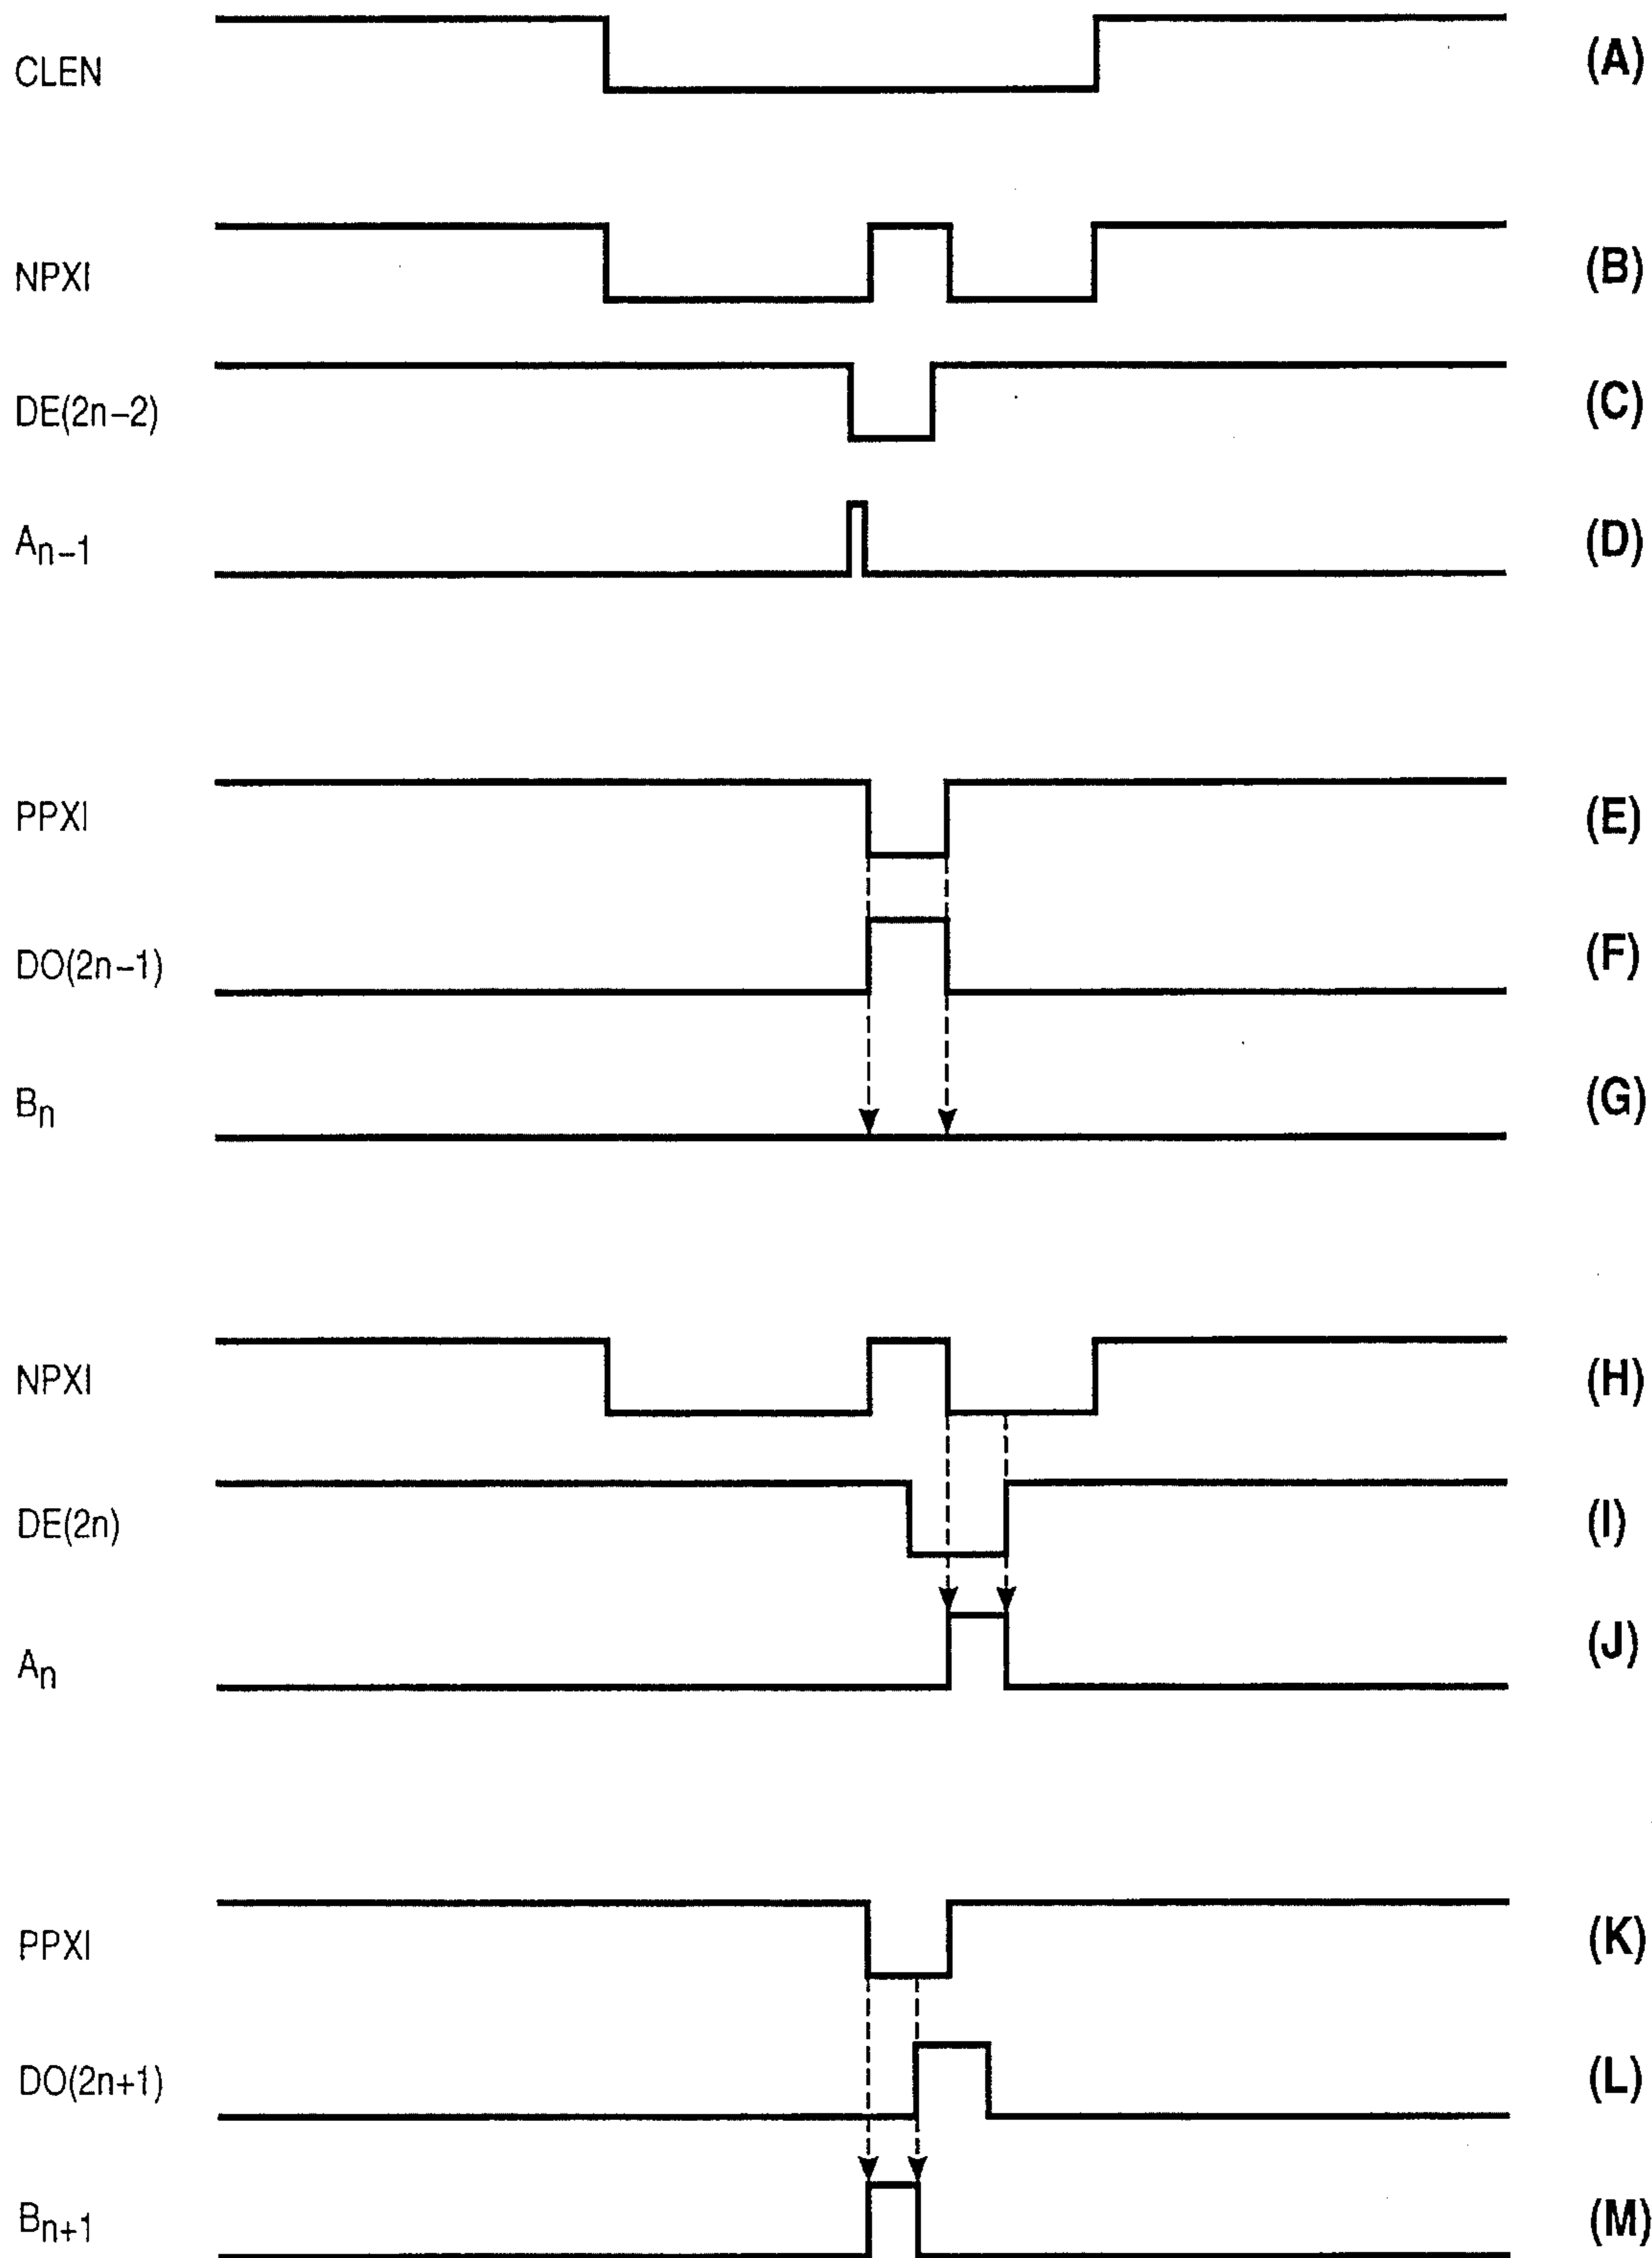 CLEN (A)
NPXI (B)
DE(2n–2) (C)
An–1 (D)
PPXI (E)
DO(2n–1) (F)
Bn (G)
NPXI (H)
DE(2n) (I)
An (J)
PPXI (K)
DO(2n+1) (L)
Bn+1 (M)